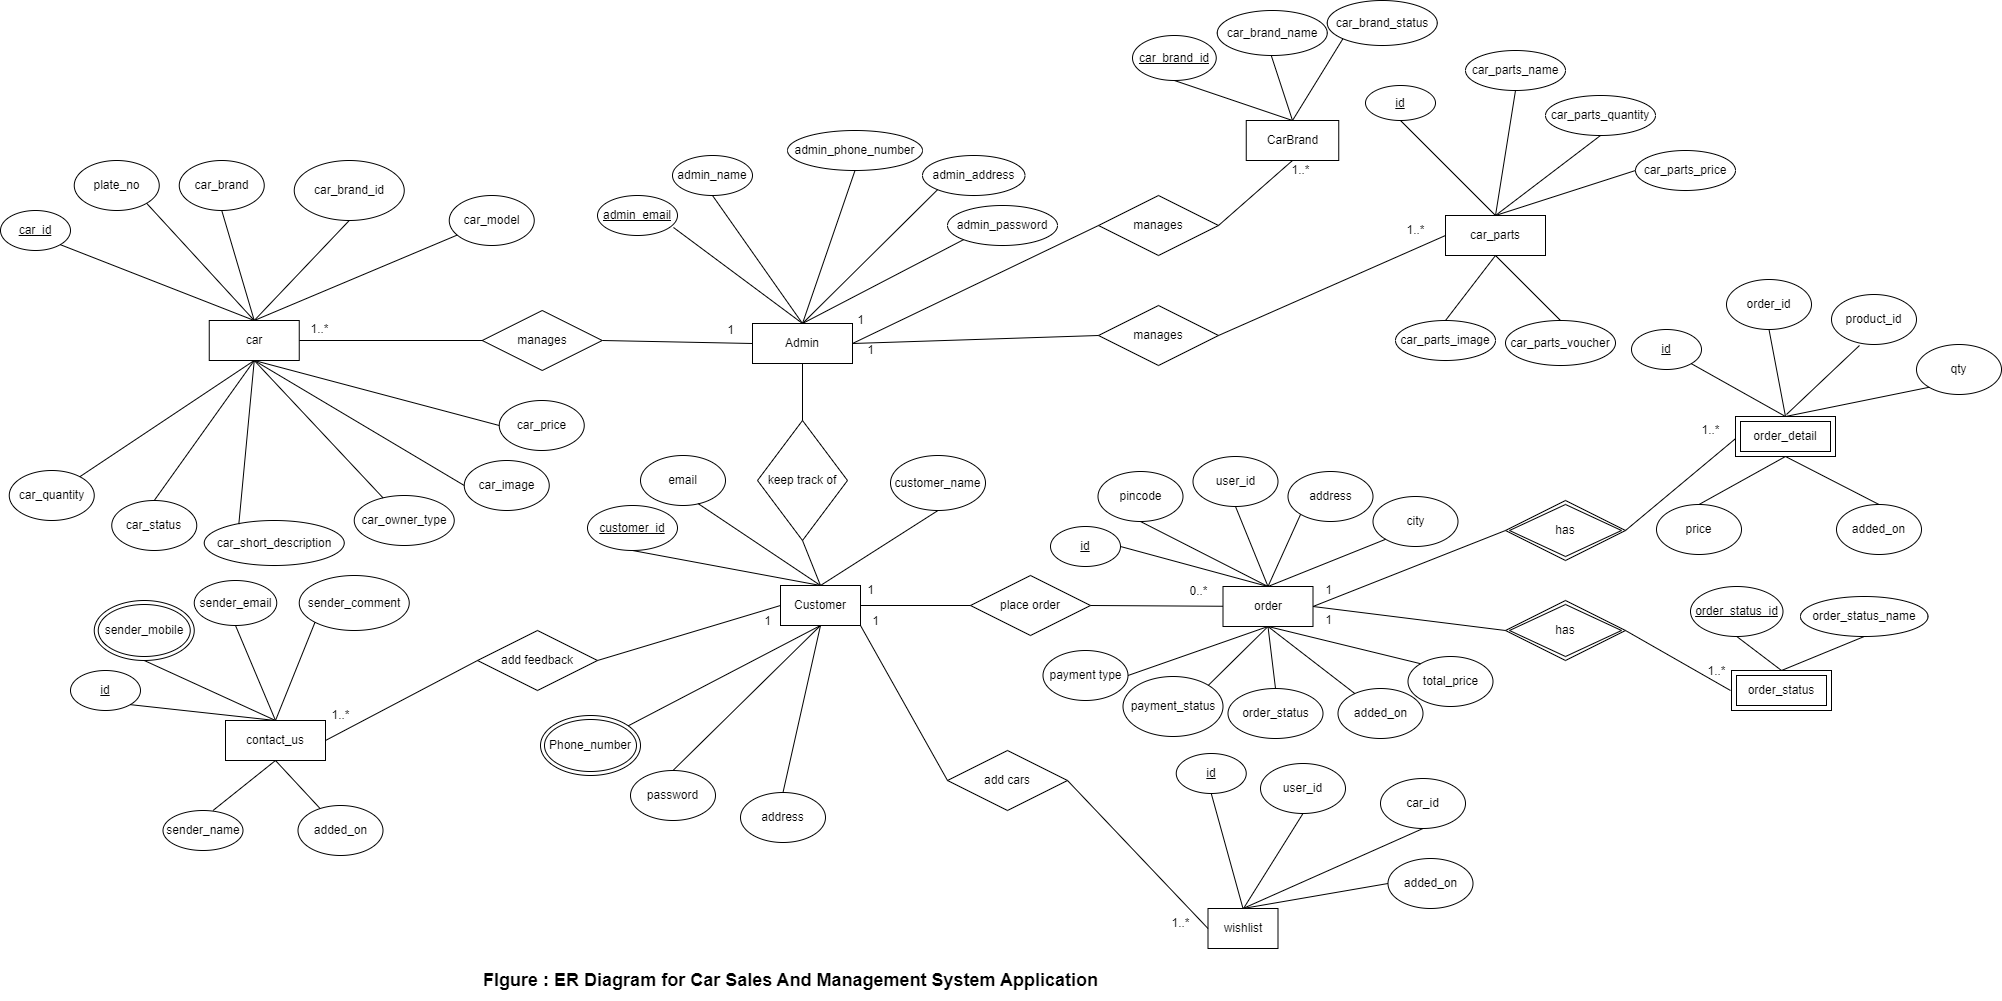 car_brand_status
car_brand_name
car_brand_id
car_parts_name
id
car_parts_quantity
CarBrand
1..*
car_parts_price
admin_phone_number
admin_name
admin_address
admin_email
admin_password
plate_no
car_brand
car_brand_id
car_model
car_id
manages
1..*
car_parts
order_id
product_id
id
qty
1..*
car
manages
1
Admin
1
1
manages
car_parts_image
car_parts_voucher
car_price
car_quantity
car_status
car_short_description
car_owner_type
car_image
keep track of
1..*
order_detail
price
added_on
email
customer_name
customer_id
pincode
user_id
address
city
id
has
sender_email
sender_comment
sender_mobile
id
Customer
1
1
1
place order
0..*
order
1
1
has
order_status_id
order_status_name
1..*
order_status
add feedback
1..*
contact_us
sender_name
added_on
Phone_number
password
address
payment type
payment_status
order_status
added_on
total_price
add cars
id
user_id
car_id
added_on
1..*
wishlist
FIgure : ER Diagram for Car Sales And Management System Application